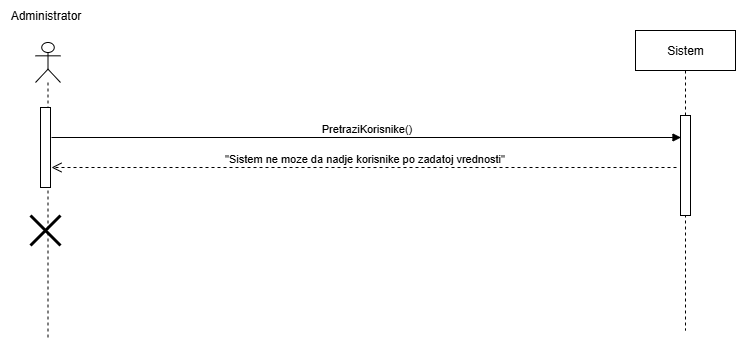 Administrator
Sistem
PretraziKorisnike()
"Sistem ne moze da nadje korisnike po zadatoj vrednosti"